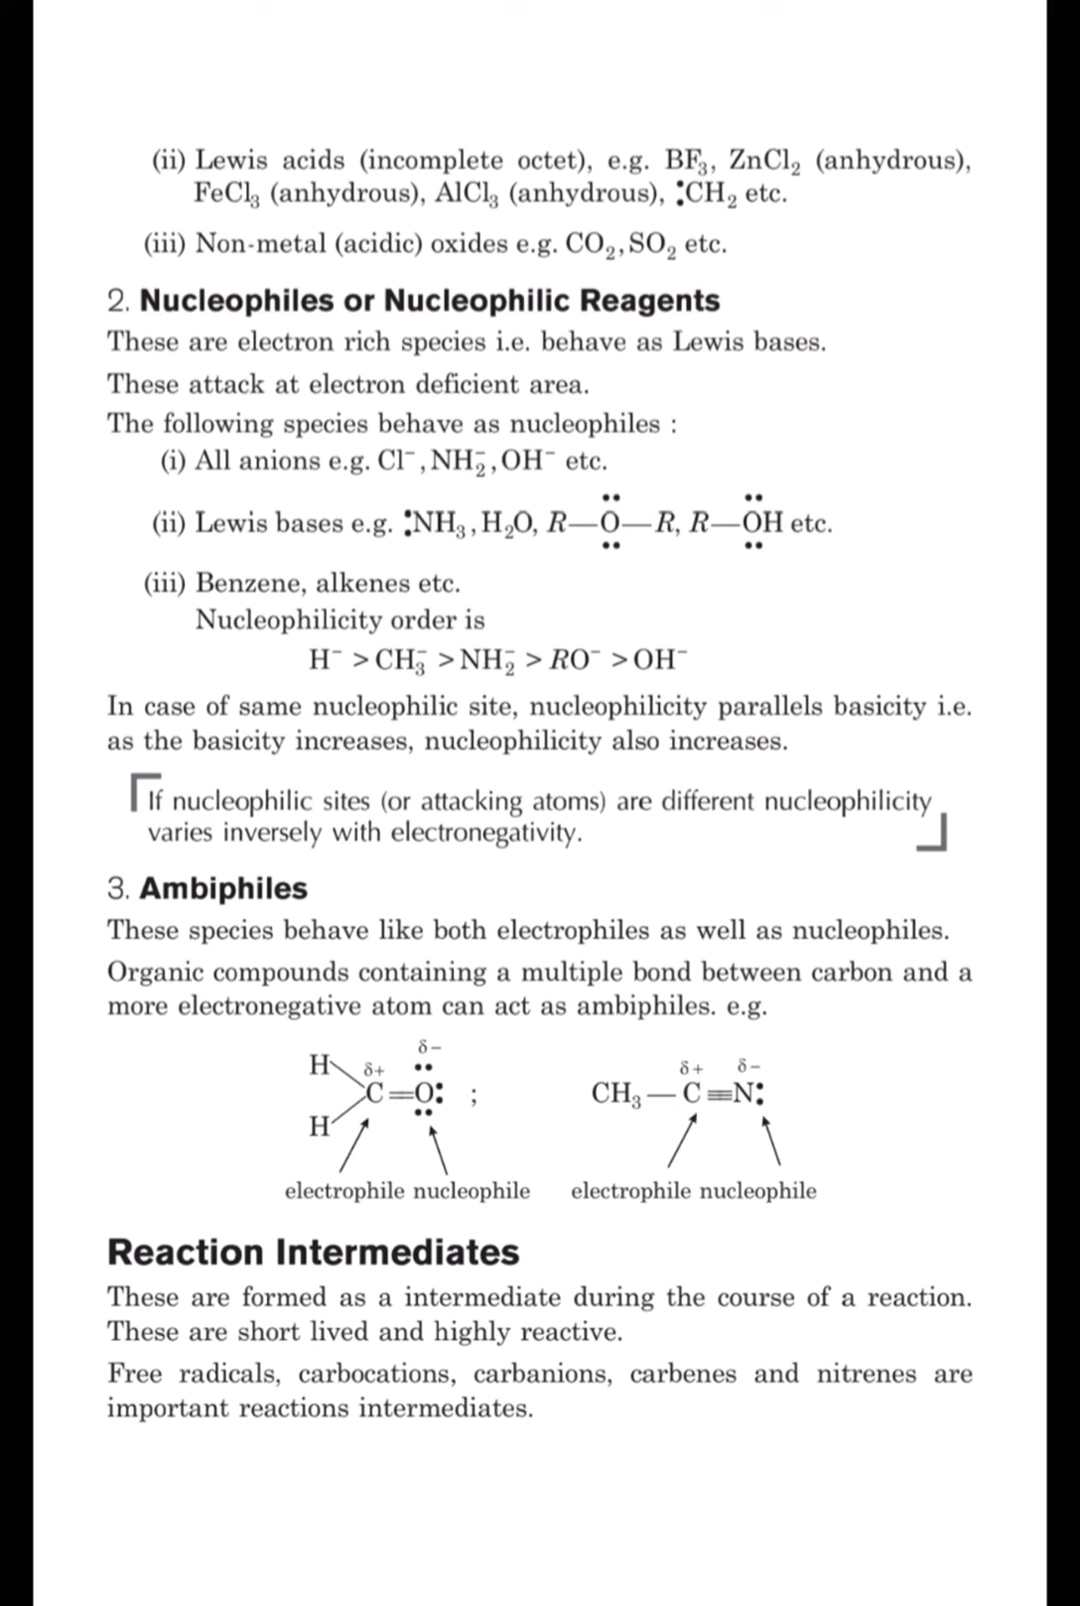 (ii) Lewis acids (incomplete octet), e.g. BF₃, ZnCl₂ (anhydrous),
FeCl₃ (anhydrous), AlCl₃ (anhydrous), :CH₂ etc.
(iii) Non-metal (acidic) oxides e.g. CO₂, SO₂ etc.
2. Nucleophiles or Nucleophilic Reagents
These are electron rich species i.e. behave as Lewis bases.
These attack at electron deficient area.
The following species behave as nucleophiles :
(i) All anions e.g. Cl⁻, NH₂⁻, OH⁻ etc.
(ii) Lewis bases e.g. :NH₃, H₂O, R—O—R, R—OH etc.
(iii) Benzene, alkenes etc.
Nucleophilicity order is
H⁻ > CH₃⁻ > NH₂⁻ > RO⁻ > OH⁻
In case of same nucleophilic site, nucleophilicity parallels basicity i.e.
as the basicity increases, nucleophilicity also increases.
If nucleophilic sites (or attacking atoms) are different nucleophilicity
varies inversely with electronegativity.
3. Ambiphiles
These species behave like both electrophiles as well as nucleophiles.
Organic compounds containing a multiple bond between carbon and a
more electronegative atom can act as ambiphiles. e.g.
δ−
H δ+ δ+ δ−
C=O: ; CH₃—C≡N:
H
electrophile nucleophile electrophile nucleophile
Reaction Intermediates
These are formed as a intermediate during the course of a reaction.
These are short lived and highly reactive.
Free radicals, carbocations, carbanions, carbenes and nitrenes are
important reactions intermediates.